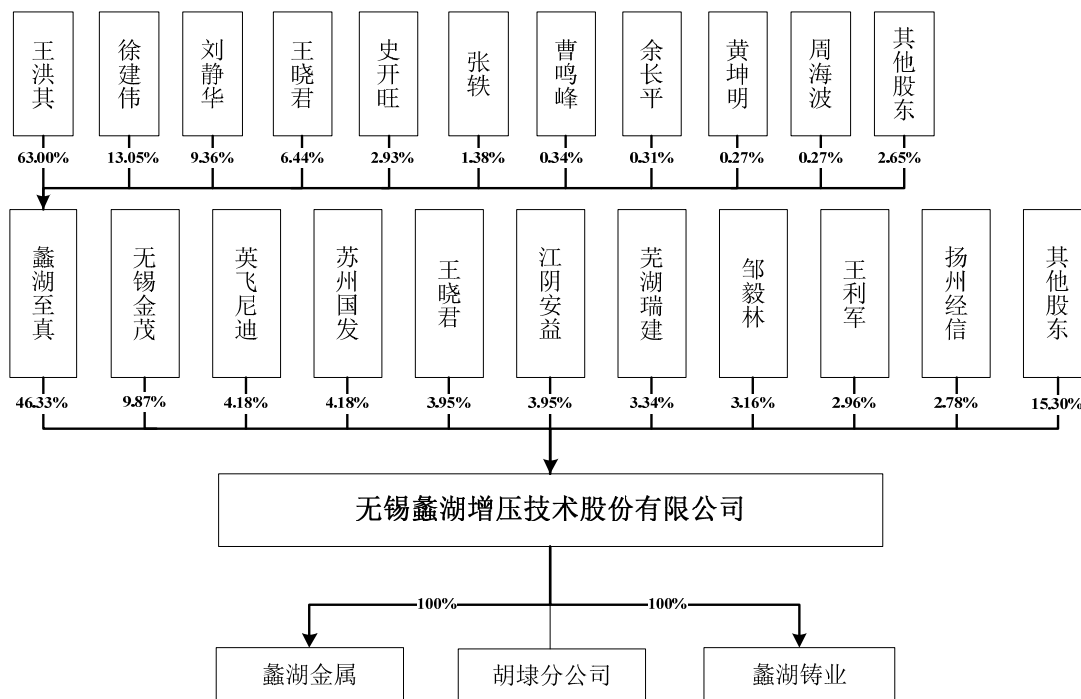 王洪其
徐建伟
刘静华
王晓君
史开旺
张轶
曹鸣峰
余长平
黄坤明
周海波
其他股东
63.00%
13.05%
9.36%
6.44%
2.93%
1.38%
0.34%
0.31%
0.27%
0.27%
2.65%
蠡湖至真
无锡金茂
英飞尼迪
苏州国发
王晓君
江阴安益
芜湖瑞建
邹毅林
王利军
扬州经信
其他股东
46.33%
9.87%
4.18%
4.18%
3.95%
3.95%
3.34%
3.16%
2.96%
2.78%
15.30%
无锡蠡湖增压技术股份有限公司
100%
100%
蠡湖金属
胡埭分公司
蠡湖铸业